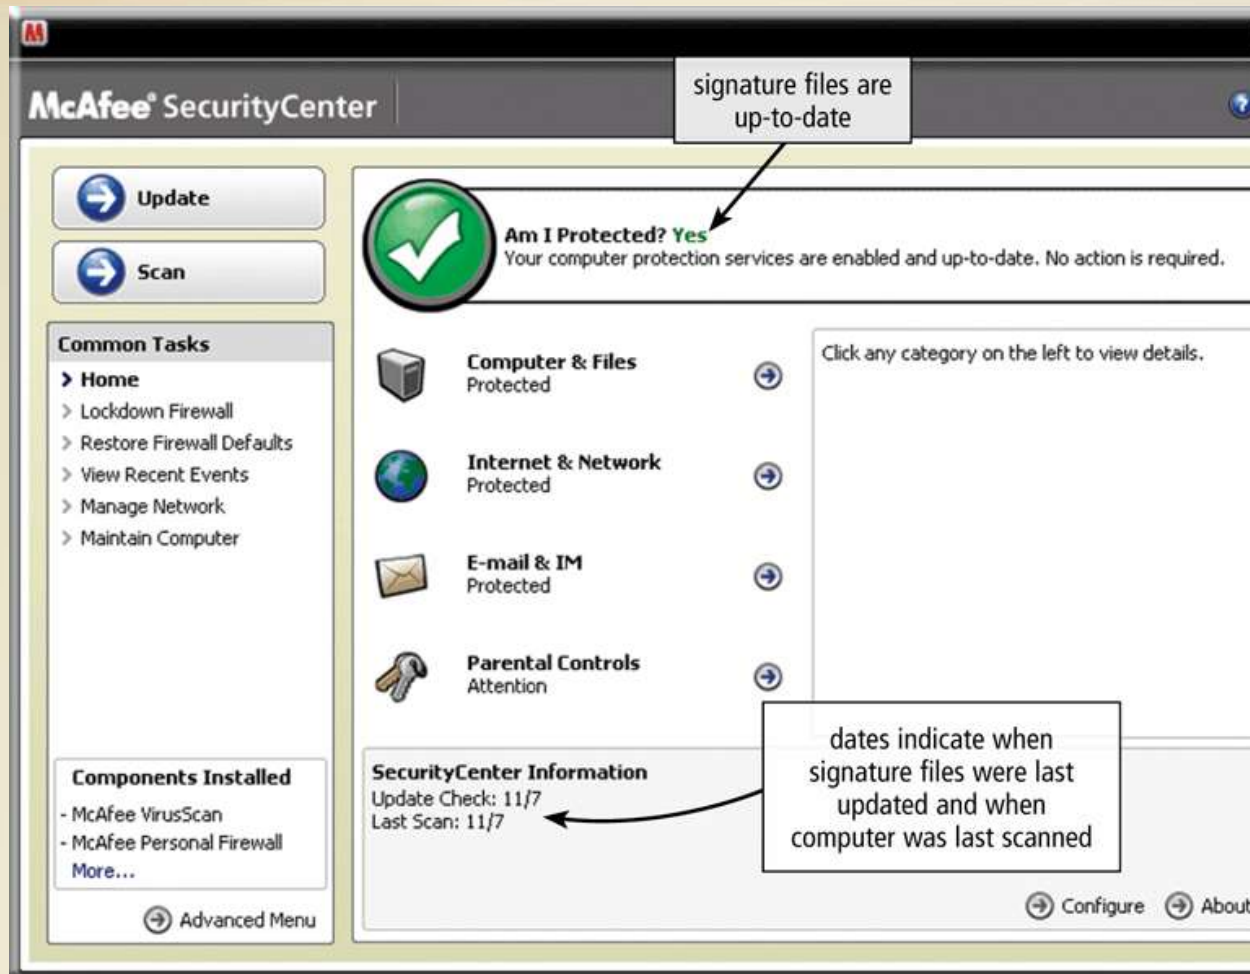 McAfee® SecurityCenter
signature files are
up-to-date
Update
Scan
Common Tasks
Home
Lockdown Firewall
Restore Firewall Defaults
View Recent Events
Manage Network
Maintain Computer
Components Installed
- McAfee VirusScan
- McAfee Personal Firewall
More...
Advanced Menu
Am I Protected? Yes
Your computer protection services are enabled and up-to-date. No action is required.
Computer & Files
Protected
Internet & Network
Protected
E-mail & IM
Protected
Parental Controls
Attention
Click any category on the left to view details.
SecurityCenter Information
Update Check: 11/7
Last Scan: 11/7
dates indicate when
signature files were last
updated and when
computer was last scanned
Configure
About